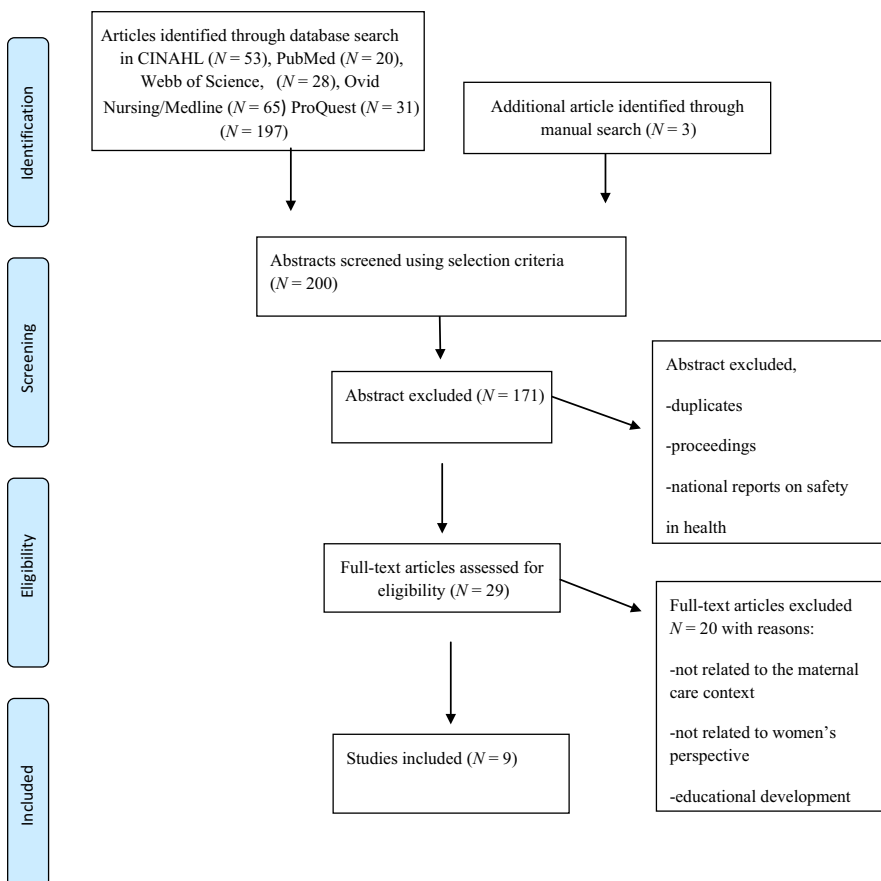 Identification
Articles identified through database search
in CINAHL (N = 53), PubMed (N = 20),
Webb of Science, (N = 28), Ovid
Nursing/Medline (N = 65) ProQuest (N = 31)
(N = 197)
Additional article identified through
manual search (N = 3)
Screening
Abstracts screened using selection criteria
(N = 200)
Abstract excluded (N = 171)
Abstract excluded,
-duplicates
-proceedings
-national reports on safety
in health
Eligibility
Full-text articles assessed for
eligibility (N = 29)
Full-text articles excluded
N = 20 with reasons:
-not related to the maternal
care context
-not related to women's
perspective
-educational development
Included
Studies included (N = 9)